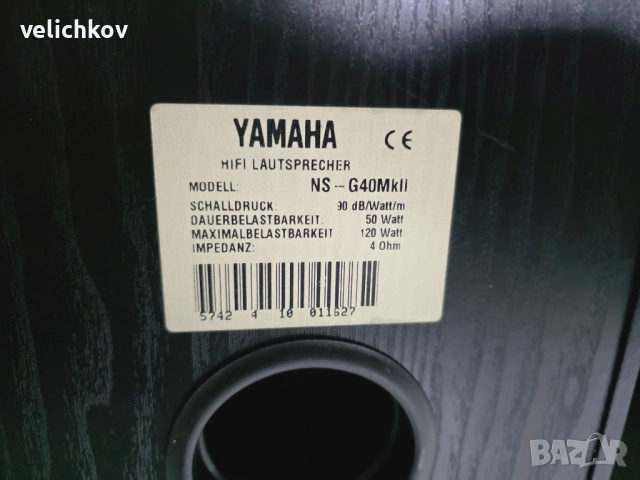 velichkov
YAMAHA CE
HIFI LAUTSPRECHER
MODELL: NS-G40MkII
SCHALLDRUCK: 90 dB/Watt/m
DAUERBELASTBARKEIT: 50 Watt
MAXIMALBELASTBARKEIT 120 Watt
IMPEDANZ: 4 Ohm
5742 4 10 011627
BAZAR